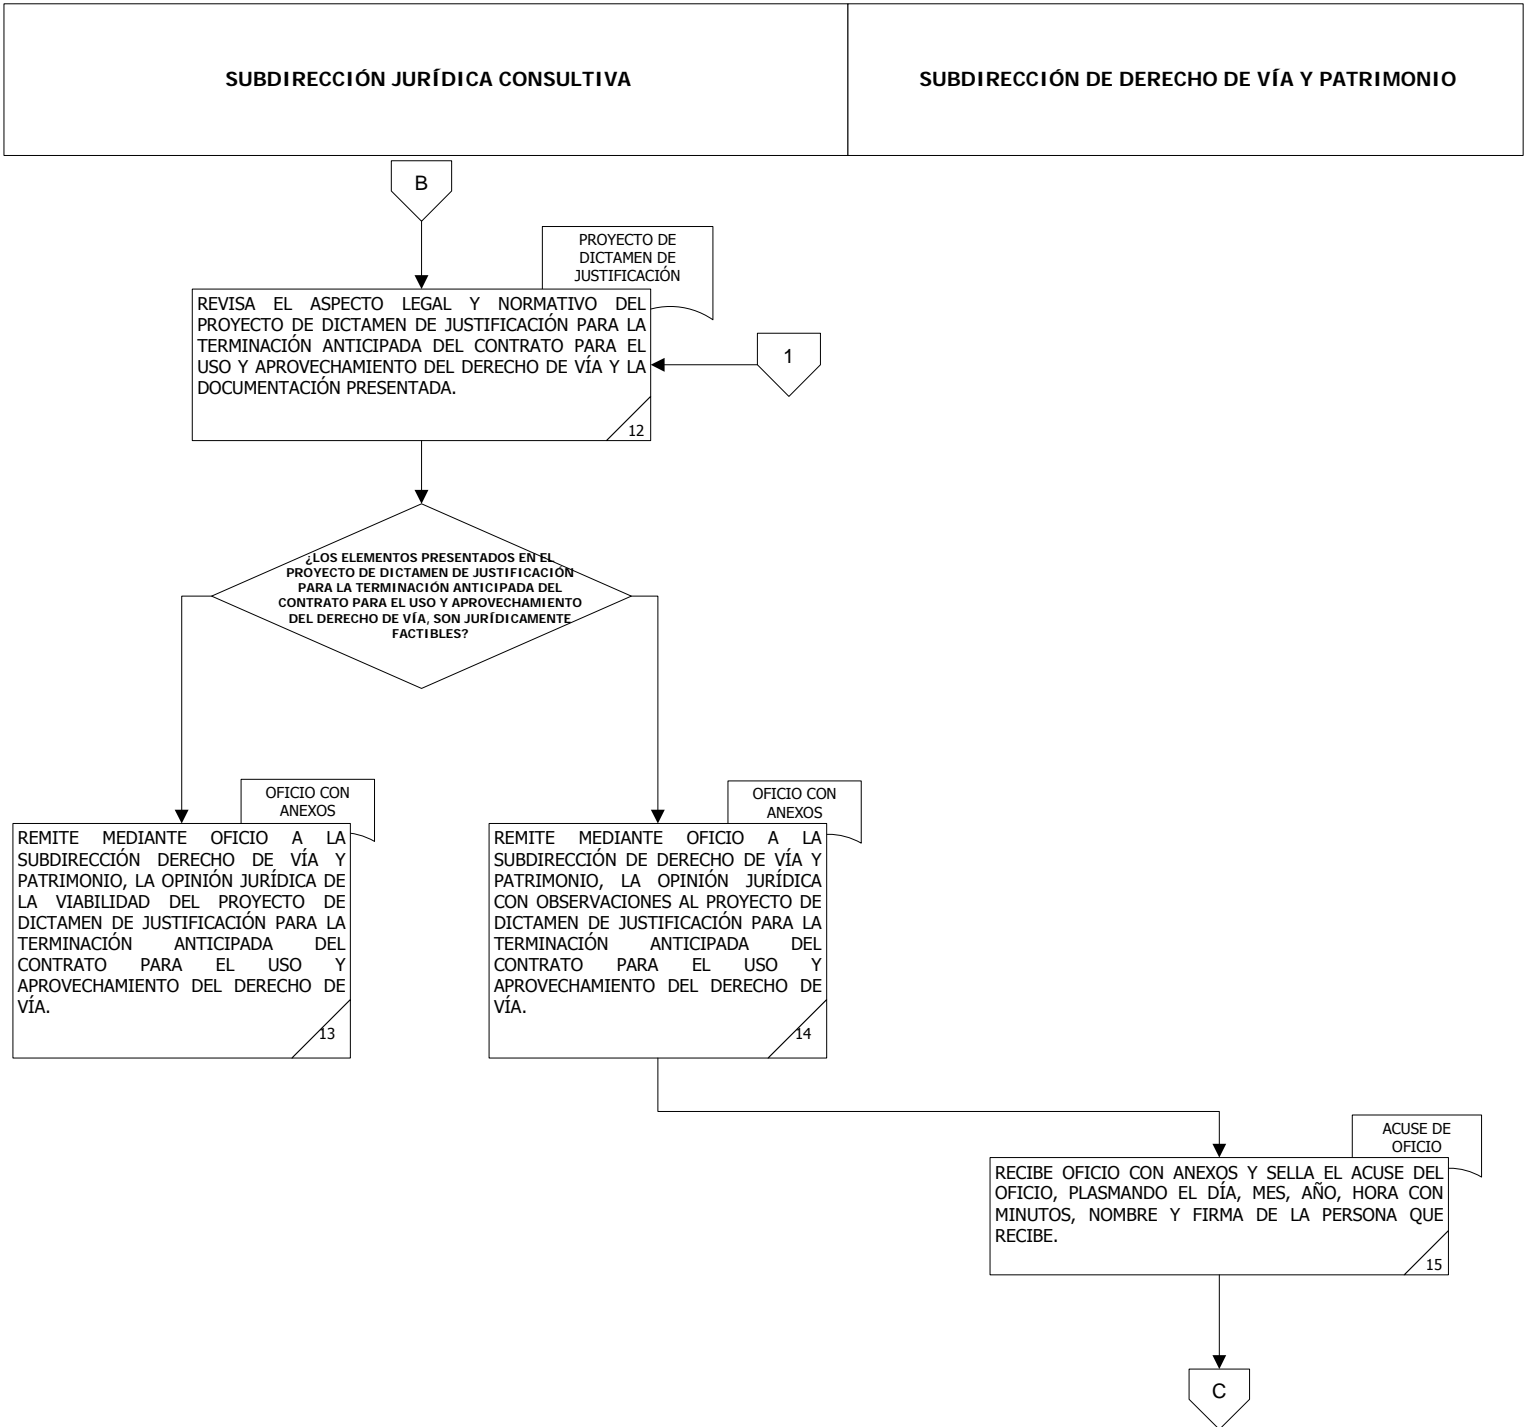 SUBDIRECCIÓN JURÍDICA CONSULTIVA
SUBDIRECCIÓN DE DERECHO DE VÍA Y PATRIMONIO
B
PROYECTO DE
DICTAMEN DE
JUSTIFICACIÓN
REVISA EL ASPECTO LEGAL Y NORMATIVO DEL
PROYECTO DE DICTAMEN DE JUSTIFICACIÓN PARA LA
TERMINACIÓN ANTICIPADA DEL CONTRATO PARA EL
USO Y APROVECHAMIENTO DEL DERECHO DE VÍA Y LA
DOCUMENTACIÓN PRESENTADA.
12
1
¿LOS ELEMENTOS PRESENTADOS EN EL
PROYECTO DE DICTAMEN DE JUSTIFICACIÓN
PARA LA TERMINACIÓN ANTICIPADA DEL
CONTRATO PARA EL USO Y APROVECHAMIENTO
DEL DERECHO DE VÍA, SON JURÍDICAMENTE
FACTIBLES?
OFICIO CON
ANEXOS
REMITE MEDIANTE OFICIO A LA
SUBDIRECCIÓN DERECHO DE VÍA Y
PATRIMONIO, LA OPINIÓN JURÍDICA DE
LA VIABILIDAD DEL PROYECTO DE
DICTAMEN DE JUSTIFICACIÓN PARA LA
TERMINACIÓN ANTICIPADA DEL
CONTRATO PARA EL USO Y
APROVECHAMIENTO DEL DERECHO DE
VÍA.
13
OFICIO CON
ANEXOS
REMITE MEDIANTE OFICIO A LA
SUBDIRECCIÓN DE DERECHO DE VÍA Y
PATRIMONIO, LA OPINIÓN JURÍDICA
CON OBSERVACIONES AL PROYECTO DE
DICTAMEN DE JUSTIFICACIÓN PARA LA
TERMINACIÓN ANTICIPADA DEL
CONTRATO PARA EL USO Y
APROVECHAMIENTO DEL DERECHO DE
VÍA.
14
ACUSE DE
OFICIO
RECIBE OFICIO CON ANEXOS Y SELLA EL ACUSE DEL
OFICIO, PLASMANDO EL DÍA, MES, AÑO, HORA CON
MINUTOS, NOMBRE Y FIRMA DE LA PERSONA QUE
RECIBE.
15
C